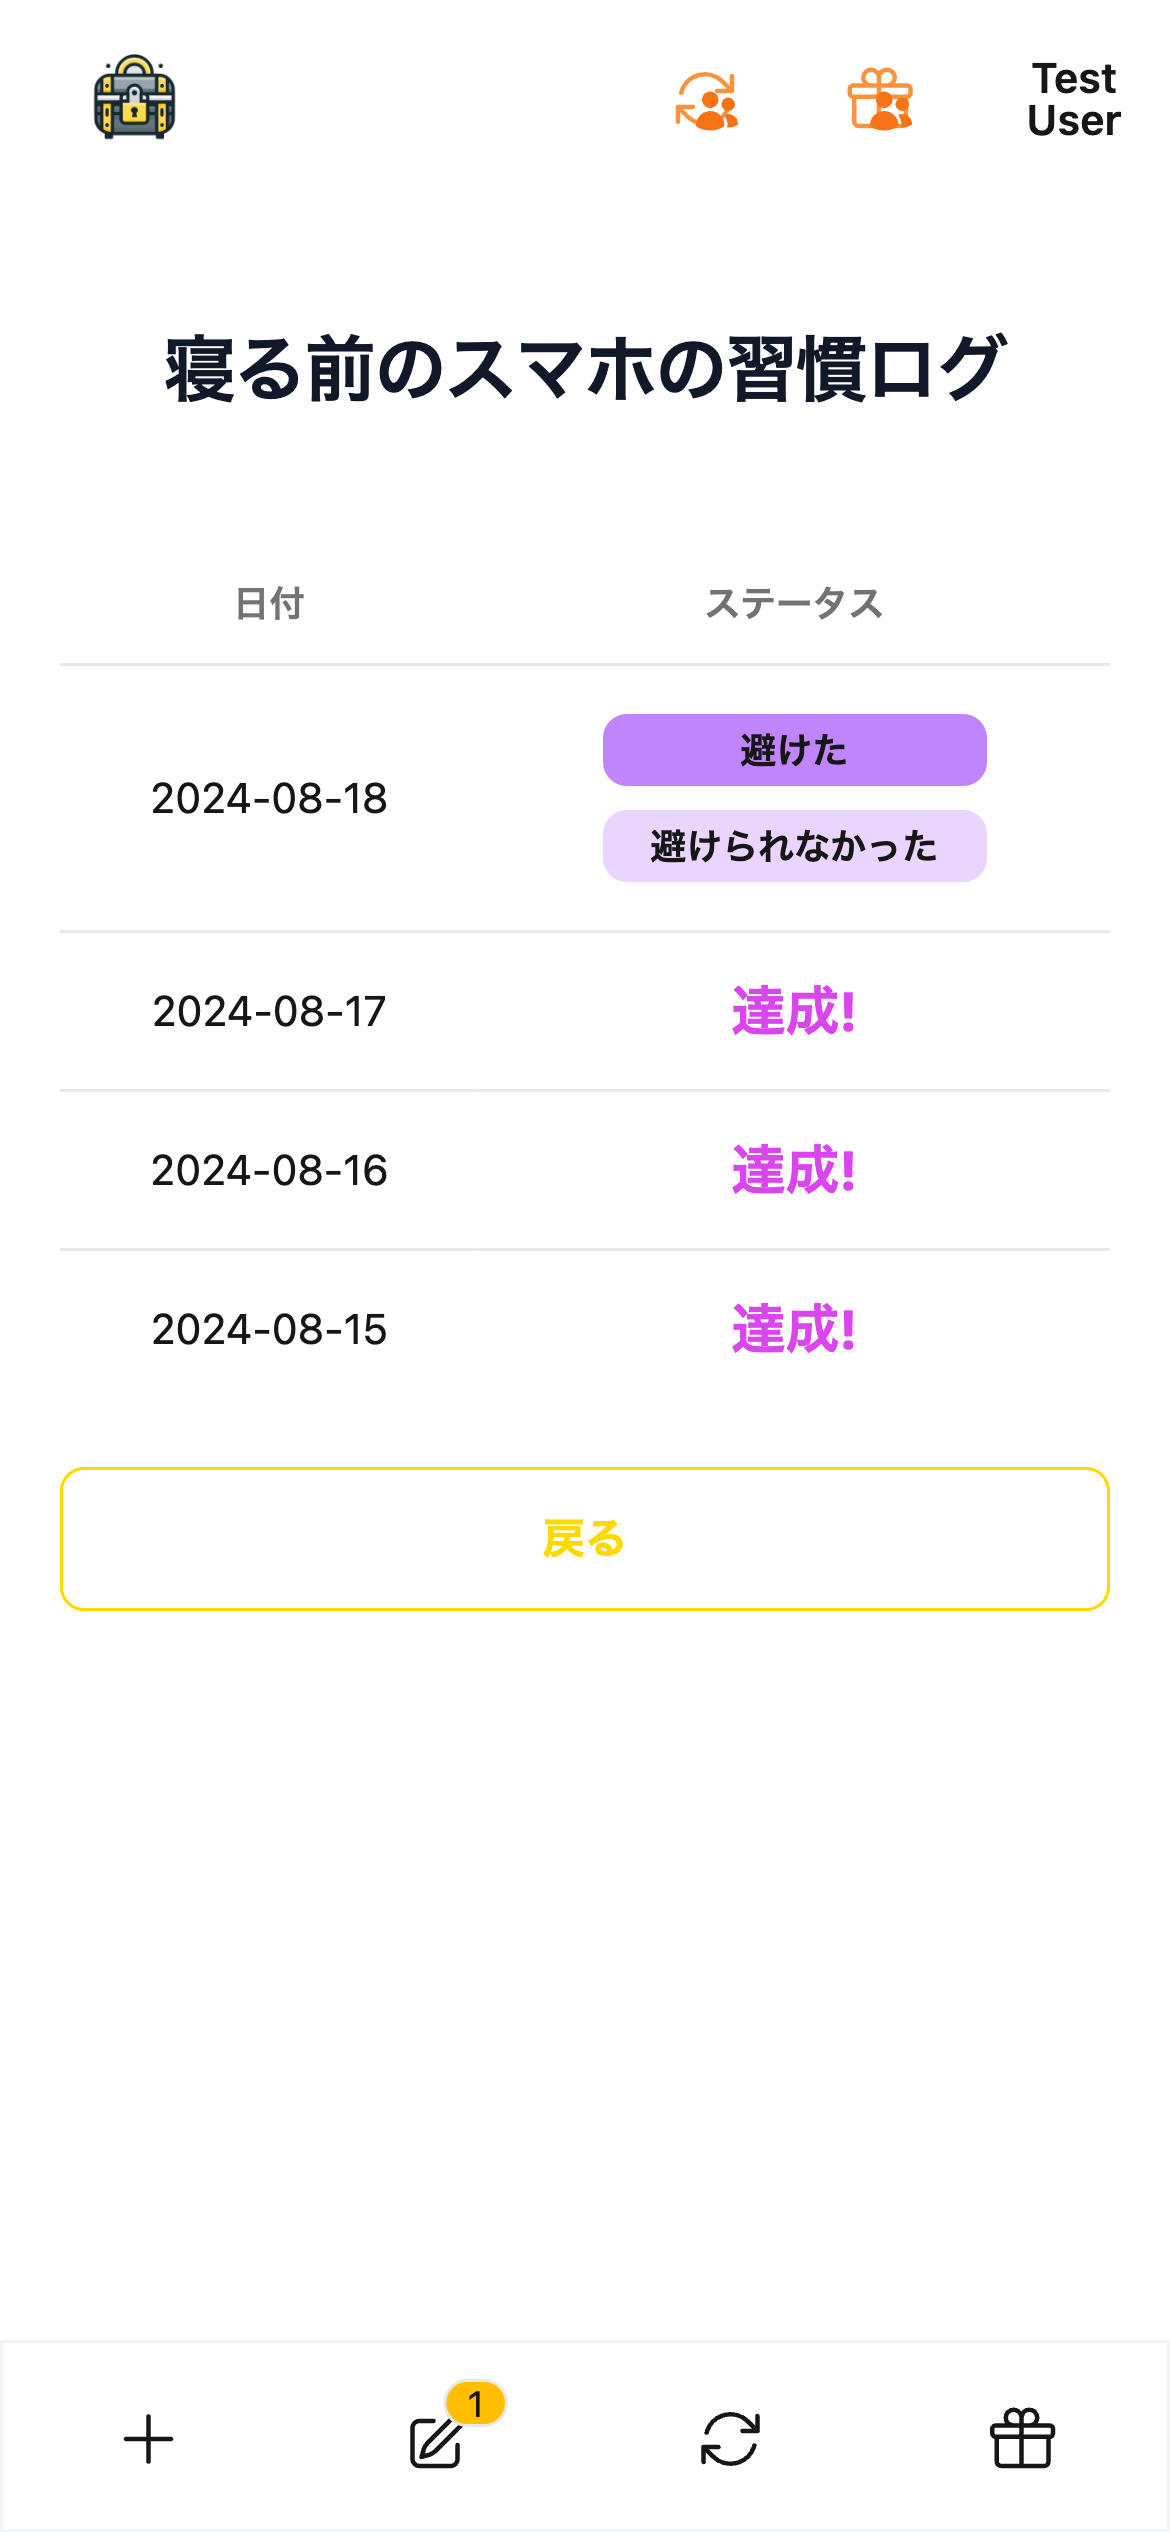 Test
User
寝る前のスマホの習慣ログ
日付 ステータス
2024-08-18
避けた
避けられなかった
2024-08-17 達成!
2024-08-16 達成!
2024-08-15 達成!
戻る
1